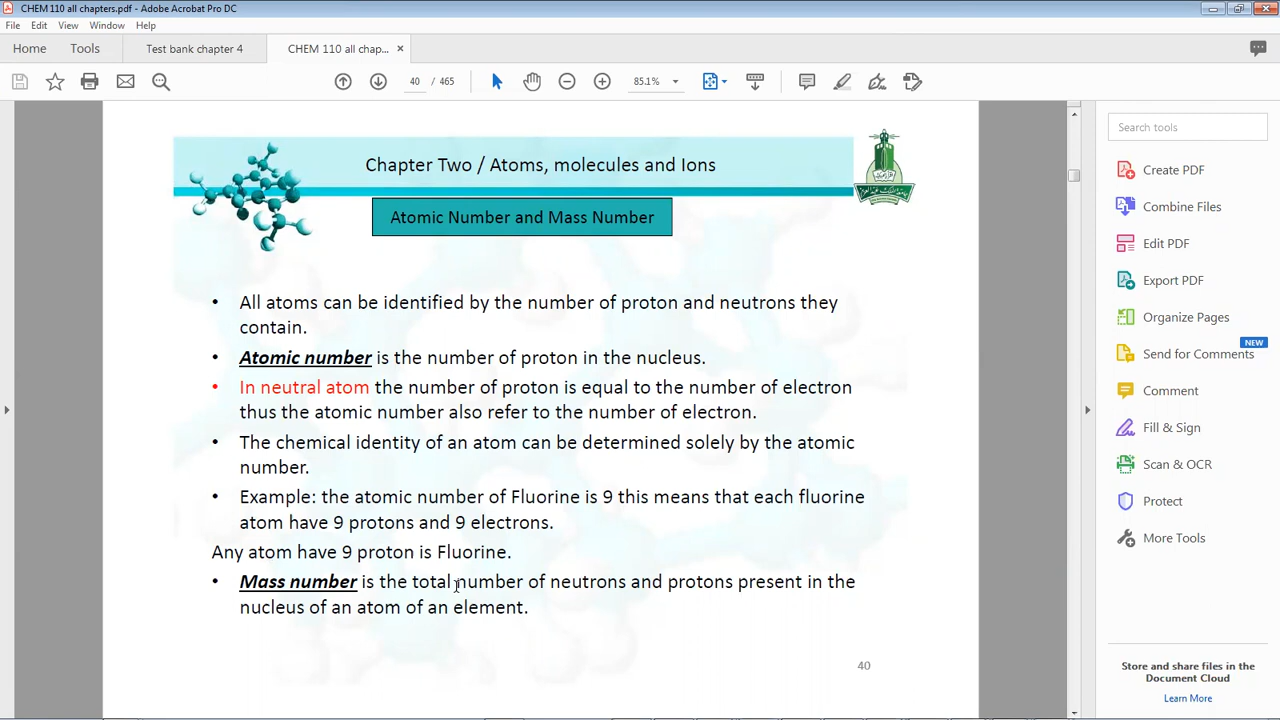 CHEM 110 all chapters.pdf - Adobe Acrobat Pro DC
File Edit View Window Help
Home Tools Test bank chapter 4 CHEM 110 all chap... ×
40 / 465 85.1%
Search tools
Create PDF
Combine Files
Edit PDF
Export PDF
Organize Pages
NEW
Send for Comments
Comment
Fill & Sign
Scan & OCR
Protect
More Tools
Store and share files in the
Document Cloud
Learn More
Chapter Two / Atoms, molecules and Ions
Atomic Number and Mass Number
• All atoms can be identified by the number of proton and neutrons they
contain.
• Atomic number is the number of proton in the nucleus.
• In neutral atom the number of proton is equal to the number of electron
thus the atomic number also refer to the number of electron.
• The chemical identity of an atom can be determined solely by the atomic
number.
• Example: the atomic number of Fluorine is 9 this means that each fluorine
atom have 9 protons and 9 electrons.
Any atom have 9 proton is Fluorine.
• Mass number is the total number of neutrons and protons present in the
nucleus of an atom of an element.
40